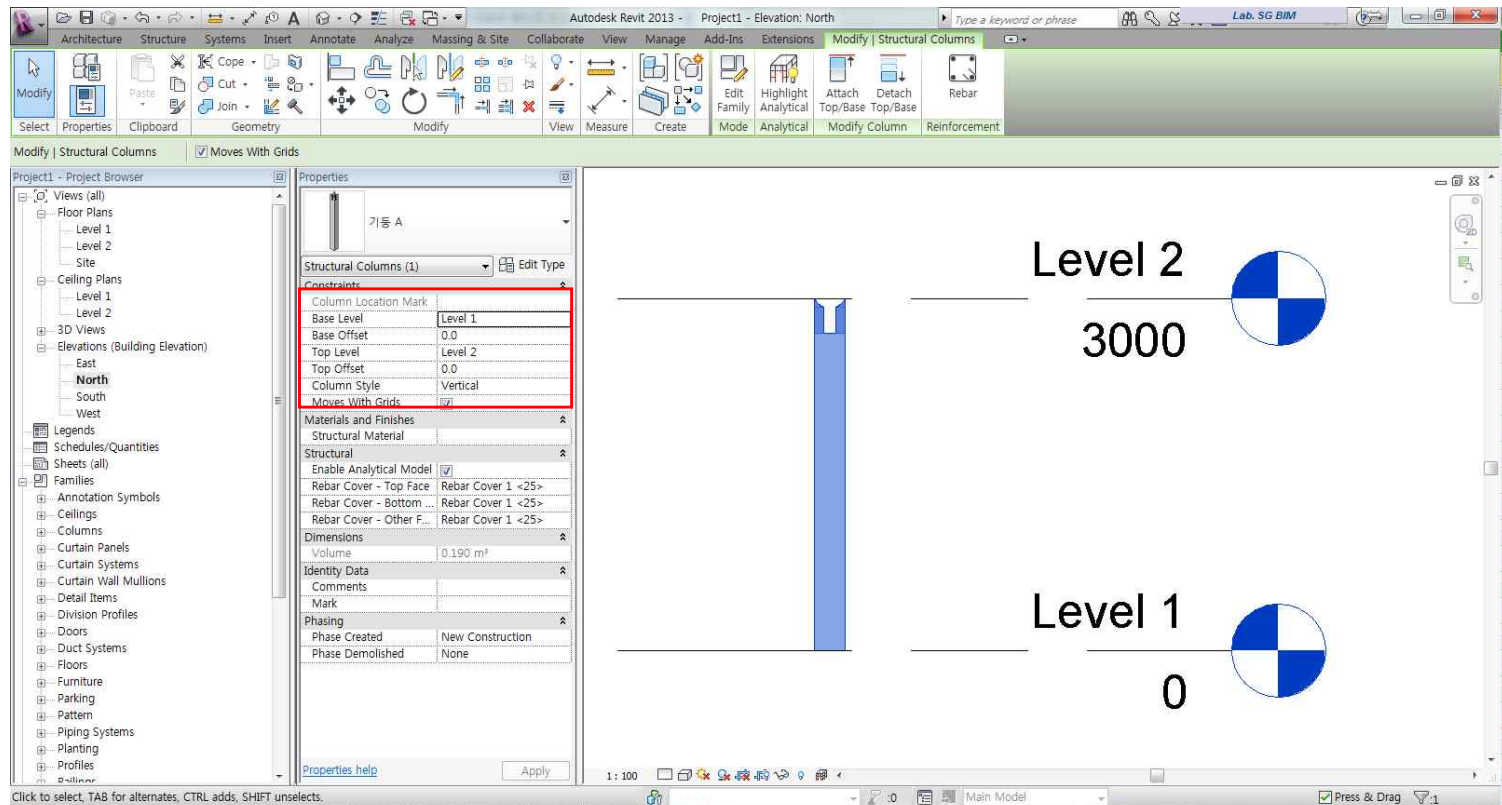 Autodesk Revit 2013 - Project1 - Elevation: North
Type a keyword or phrase
Lab. SG BIM
Architecture Structure Systems Insert Annotate Analyze Massing & Site Collaborate View Manage Add-Ins Extensions Modify | Structural Columns
Modify
Paste
Cope
Cut
Join
Edit Family
Highlight Analytical
Attach Top/Base
Detach Top/Base
Rebar
Select Properties Clipboard Geometry Modify View Measure Create Mode Analytical Modify Column Reinforcement
Modify | Structural Columns Moves With Grids
Project1 - Project Browser
Views (all)
Floor Plans
Level 1
Level 2
Site
Ceiling Plans
Level 1
Level 2
3D Views
Elevations (Building Elevation)
East
North
South
West
Legends
Schedules/Quantities
Sheets (all)
Families
Annotation Symbols
Ceilings
Columns
Curtain Panels
Curtain Systems
Curtain Wall Mullions
Detail Items
Division Profiles
Doors
Duct Systems
Floors
Furniture
Parking
Pattern
Piping Systems
Planting
Profiles
Railings
Properties
기둥 A
Structural Columns (1) Edit Type
Constraints
Column Location Mark
Base Level Level 1
Base Offset 0.0
Top Level Level 2
Top Offset 0.0
Column Style Vertical
Moves With Grids
Materials and Finishes
Structural Material
Structural
Enable Analytical Model
Rebar Cover - Top Face Rebar Cover 1 <25>
Rebar Cover - Bottom ... Rebar Cover 1 <25>
Rebar Cover - Other F... Rebar Cover 1 <25>
Dimensions
Volume 0.190 m³
Identity Data
Comments
Mark
Phasing
Phase Created New Construction
Phase Demolished None
Properties help Apply
Level 2
3000
Level 1
0
2D
1 : 100
Click to select, TAB for alternates, CTRL adds, SHIFT unselects.
:0 Main Model Press & Drag :1